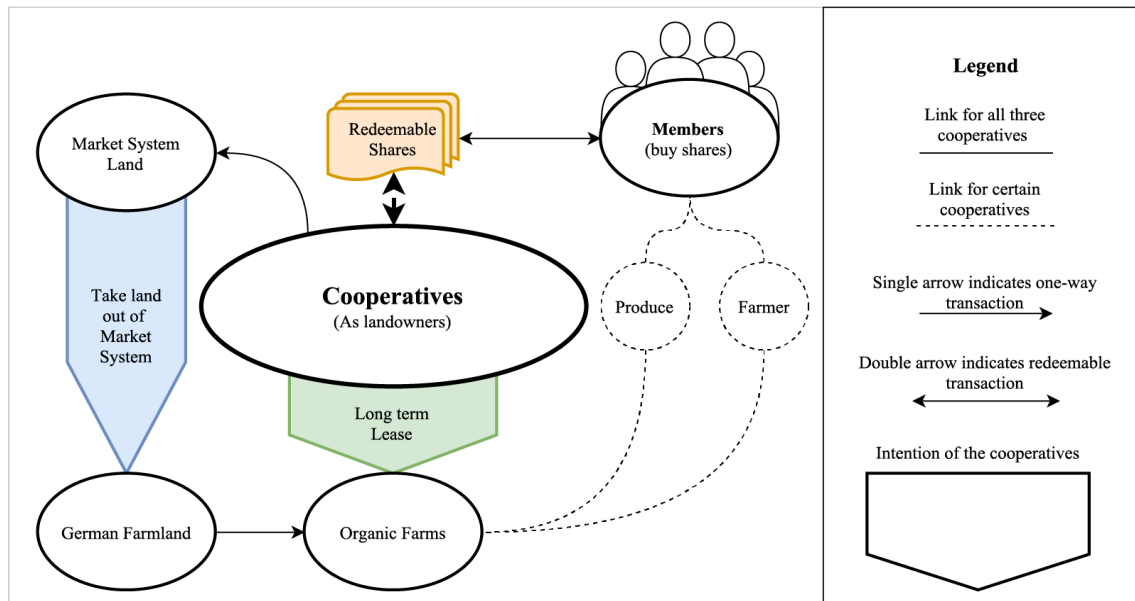 Market System
Land
Redeemable
Shares
Members
(buy shares)
Cooperatives
(As landowners)
Take land
out of
Market
System
Produce
Farmer
Long term
Lease
German Farmland
Organic Farms
Legend
Link for all three
cooperatives
Link for certain
cooperatives
Single arrow indicates one-way
transaction
Double arrow indicates redeemable
transaction
Intention of the cooperatives